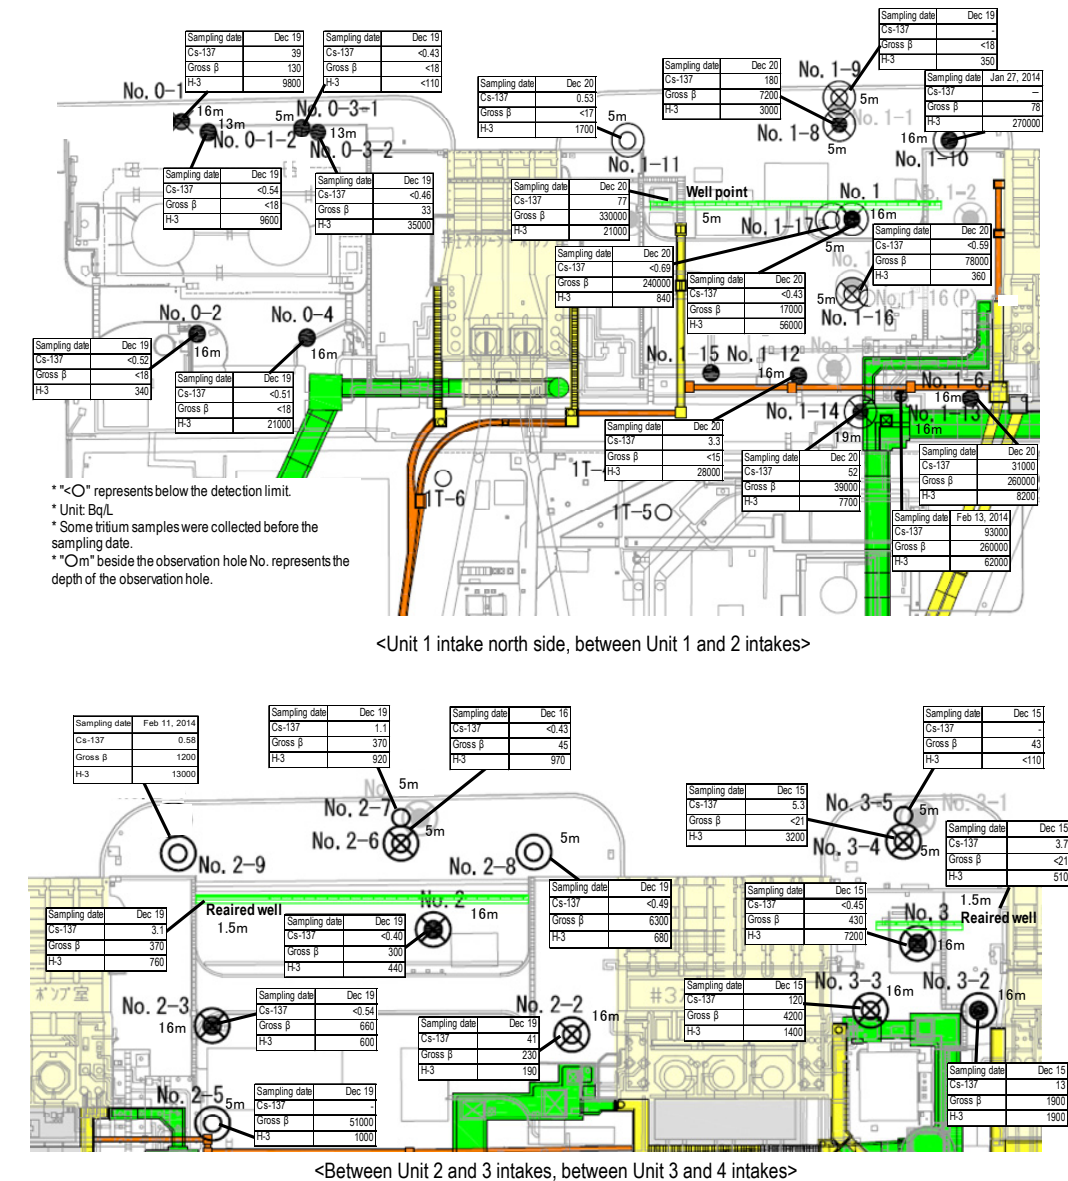 Sampling date Dec 19
Cs-137 39
Gross β 130
H-3 9800
Sampling date Dec 19
Cs-137 <0.43
Gross β <18
H-3 <110
Sampling date Dec 20
Cs-137 0.53
Gross β <17
H-3 1700
Sampling date Dec 20
Cs-137 180
Gross β 7200
H-3 3000
Sampling date Dec 19
Cs-137 -
Gross β <18
H-3 350
Sampling date Jan 27, 2014
Cs-137 —
Gross β 78
H-3 270000
No. 0-1
16m
13m
No. 0-1-2
5m
No. 0-3-1
13m
No. 0-3-2
No. 1-11
5m
No. 1-9
5m
No. 1-8
5m
1-1
16m
No. 1-10
Sampling date Dec 19
Cs-137 <0.54
Gross β <18
H-3 9600
Sampling date Dec 19
Cs-137 <0.46
Gross β 33
H-3 35000
Sampling date Dec 20
Cs-137 77
Gross β 330000
H-3 21000
Well point
5m
No. 1
16m
No. 1-17
5m
1-2
Sampling date Dec 20
Cs-137 <0.69
Gross β 240000
H-3 840
Sampling date Dec 20
Cs-137 <0.43
Gross β 17000
H-3 56000
Sampling date Dec 20
Cs-137 <0.59
Gross β 78000
H-3 360
5m
No. 1-16
No. 1-16(P)
No. 0-2
16m
No. 0-4
16m
Sampling date Dec 19
Cs-137 <0.52
Gross β <18
H-3 340
Sampling date Dec 19
Cs-137 <0.51
Gross β <18
H-3 21000
No. 1-15
No. 1-12
16m
No. 1-14
19m
No. 1-6
16m
No. 1-13
16m
Sampling date Dec 20
Cs-137 3.3
Gross β <15
H-3 28000
Sampling date Dec 20
Cs-137 52
Gross β 39000
H-3 7700
Sampling date Dec 20
Cs-137 31000
Gross β 260000
H-3 8200
Sampling date Feb 13, 2014
Cs-137 93000
Gross β 260000
H-3 62000
1T-6
1T-
1T-5
* "<O" represents below the detection limit.
* Unit: Bq/L
* Some tritium samples were collected before the
sampling date.
* "Om" beside the observation hole No. represents the
depth of the observation hole.
<Unit 1 intake north side, between Unit 1 and 2 intakes>
Sampling date Feb 11, 2014
Cs-137 0.58
Gross β 1200
H-3 13000
Sampling date Dec 19
Cs-137 1.1
Gross β 370
H-3 920
Sampling date Dec 16
Cs-137 <0.43
Gross β 45
H-3 970
Sampling date Dec 15
Cs-137 5.3
Gross β <21
H-3 3200
Sampling date Dec 15
Cs-137 -
Gross β 43
H-3 <110
Sampling date Dec 15
Cs-137 3.7
Gross β <21
H-3 510
No. 2-9
5m
No. 2-7
No. 2-6
5m
No. 2-8
5m
No. 3-5
5m
No. 3-1
No. 3-4
5m
Sampling date Dec 19
Cs-137 3.1
Gross β 370
H-3 760
Reaired well
1.5m
Sampling date Dec 19
Cs-137 <0.40
Gross β 300
H-3 440
No. 2
16m
Sampling date Dec 19
Cs-137 <0.49
Gross β 6300
H-3 680
Sampling date Dec 15
Cs-137 <0.45
Gross β 430
H-3 7200
1.5m
Reaired well
No. 3
16m
ポンプ室
No. 2-3
16m
Sampling date Dec 19
Cs-137 <0.54
Gross β 660
H-3 600
Sampling date Dec 19
Cs-137 41
Gross β 230
H-3 190
No. 2-2
16m
#3
Sampling date Dec 15
Cs-137 120
Gross β 4200
H-3 1400
No. 3-3
16m
No. 3-2
16m
Sampling date Dec 15
Cs-137 13
Gross β 1900
H-3 1900
No. 2-5
5m
Sampling date Dec 19
Cs-137 -
Gross β 51000
H-3 1000
<Between Unit 2 and 3 intakes, between Unit 3 and 4 intakes>